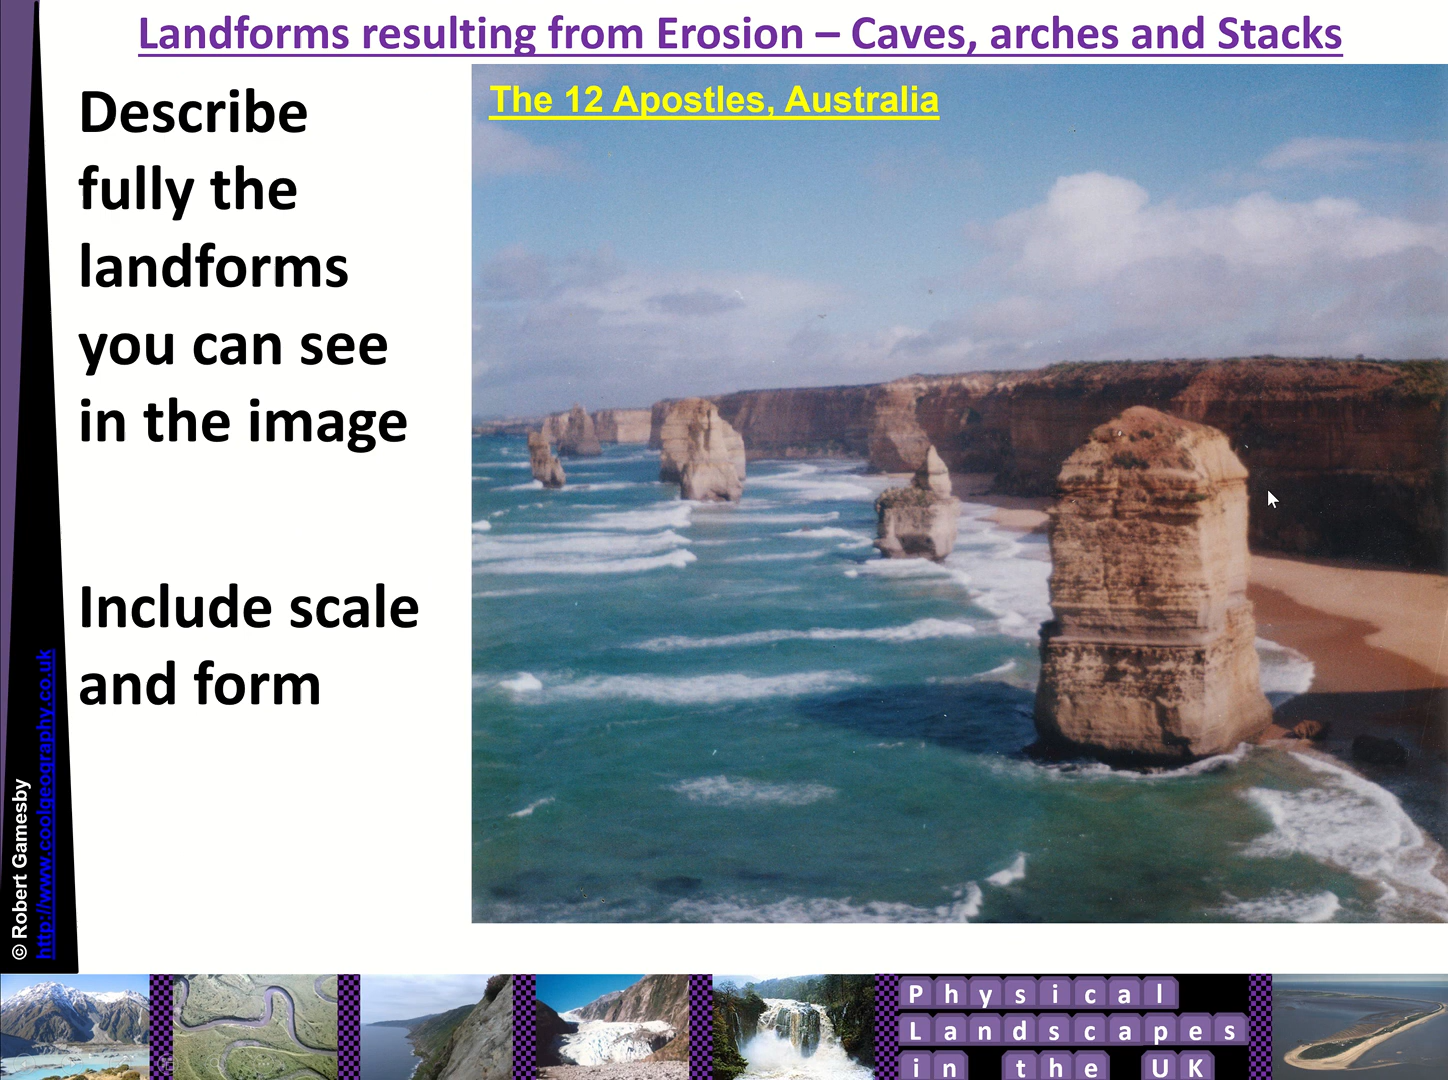 Landforms resulting from Erosion – Caves, arches and Stacks
Describe
fully the
landforms
you can see
in the image
Include scale
and form
The 12 Apostles, Australia
© Robert Gamesby
http://www.coolgeography.co.uk
Physical
Landscapes
in the UK